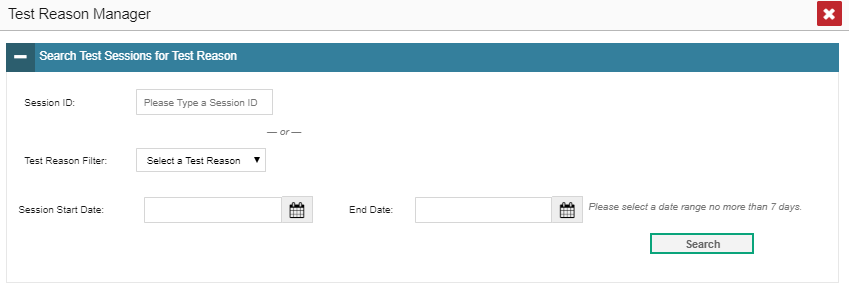 Test Reason Manager
Search Test Sessions for Test Reason
Session ID: Please Type a Session ID
— or —
Test Reason Filter: Select a Test Reason
Session Start Date: End Date: Please select a date range no more than 7 days.
Search